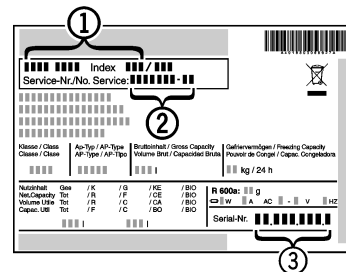 1
Index / 
Service-Nr./No. Service: -
2
Klasse / Class
Classe / Clase
Ap-Typ / AP-Type
AP-Type / AP-Tipo
Bruttoinhalt / Gross Capacity
Volume Brut / Capacidad Bruta
Gefriervermögen / Freezing Capacity
Pouvoir de Congel / Capac. Congeladora
kg / 24 h
Nutzinhalt Ges / K / G / KE / BIO
Net.Capacity Tot / R / F / CE / BIO
Volume Utile Tot / R / C / CA / BIO
Capac. Util Tot / F / C / BO / BIO
R 600a: g
W A AC - V HZ
Serial-Nr.
3